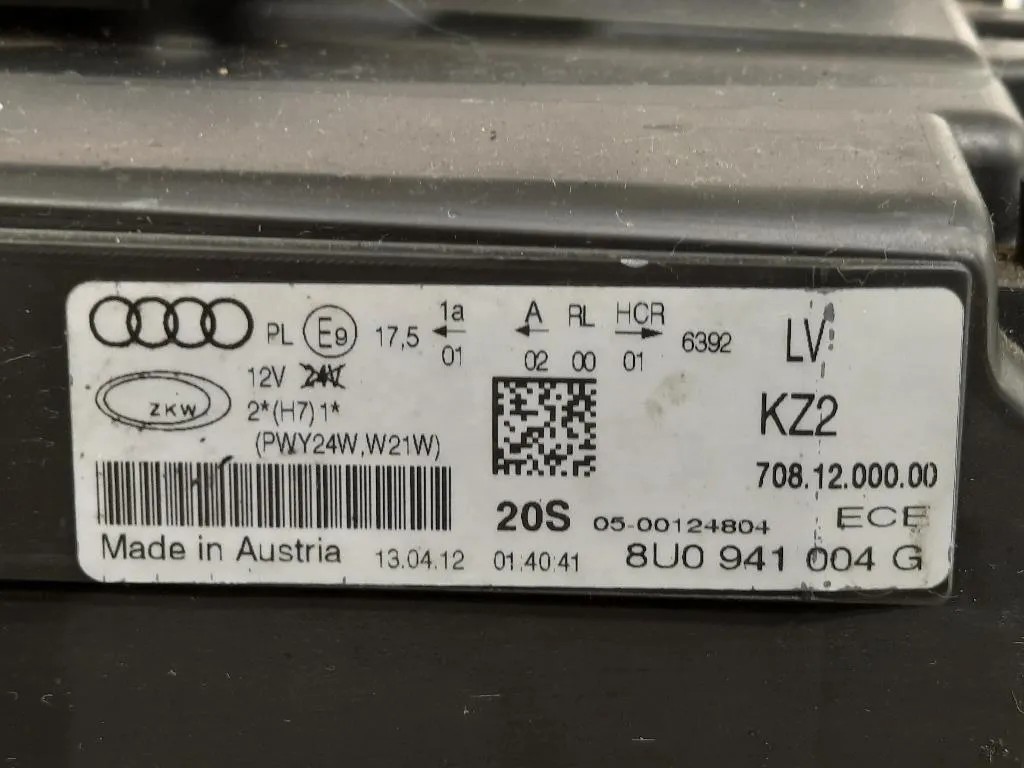 1a A RL HCR
PL E9 17,5 ← ← → 6392 LV
01 02 00 01
12V 24V
ZKW 2*(H7)1* KZ2
(PWY24W,W21W)
708.12.000.00
20S 05-00124804 ECE
Made in Austria 13.04.12 01:40:41 8U0 941 004 G